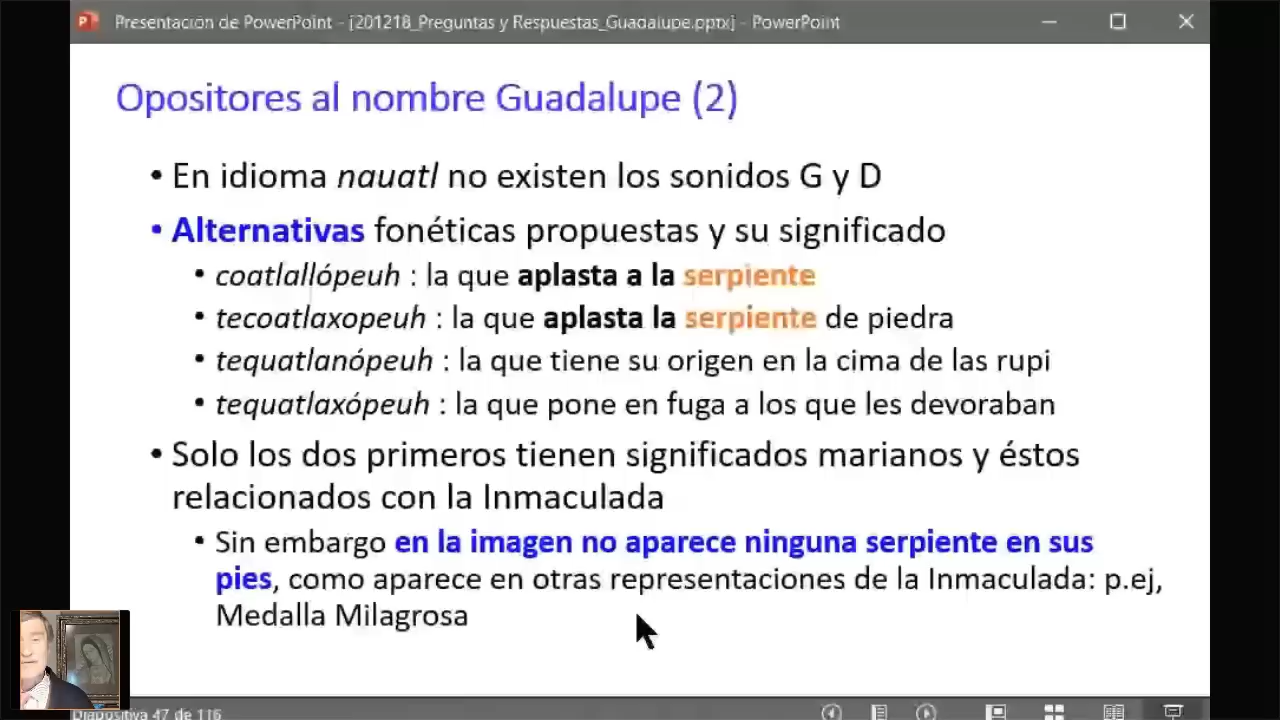 Presentación de PowerPoint - [201218_Preguntas y Respuestas_Guadalupe.pptx] - PowerPoint
Opositores al nombre Guadalupe (2)
• En idioma nauatl no existen los sonidos G y D
• Alternativas fonéticas propuestas y su significado
• coatlallópeuh : la que aplasta a la serpiente
• tecoatlaxopeuh : la que aplasta la serpiente de piedra
• tequatlanópeuh : la que tiene su origen en la cima de las rupi
• tequatlaxópeuh : la que pone en fuga a los que les devoraban
• Solo los dos primeros tienen significados marianos y éstos
relacionados con la Inmaculada
• Sin embargo en la imagen no aparece ninguna serpiente en sus
pies, como aparece en otras representaciones de la Inmaculada: p.ej,
Medalla Milagrosa
Diapositiva 47 de 116